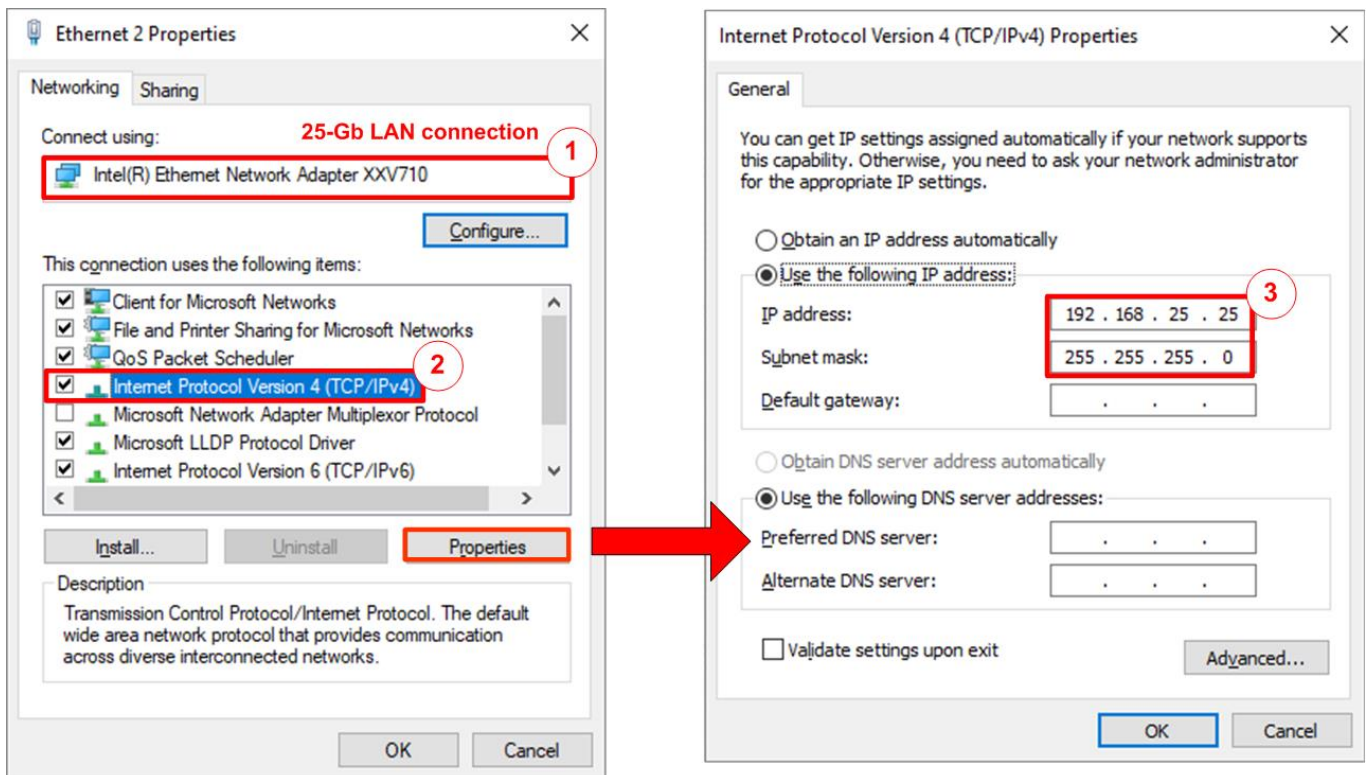 Ethernet 2 Properties
Networking
Sharing
Connect using:
25-Gb LAN connection
1
Intel(R) Ethernet Network Adapter XXV710
Configure...
This connection uses the following items:
Client for Microsoft Networks
File and Printer Sharing for Microsoft Networks
QoS Packet Scheduler
2
Internet Protocol Version 4 (TCP/IPv4)
Microsoft Network Adapter Multiplexor Protocol
Microsoft LLDP Protocol Driver
Internet Protocol Version 6 (TCP/IPv6)
Install...
Uninstall
Properties
Description
Transmission Control Protocol/Internet Protocol. The default
wide area network protocol that provides communication
across diverse interconnected networks.
OK
Cancel
Internet Protocol Version 4 (TCP/IPv4) Properties
General
You can get IP settings assigned automatically if your network supports
this capability. Otherwise, you need to ask your network administrator
for the appropriate IP settings.
Obtain an IP address automatically
Use the following IP address:
3
IP address:
192 . 168 . 25 . 25
Subnet mask:
255 . 255 . 255 . 0
Default gateway:
. . .
Obtain DNS server address automatically
Use the following DNS server addresses:
Preferred DNS server:
. . .
Alternate DNS server:
. . .
Validate settings upon exit
Advanced...
OK
Cancel